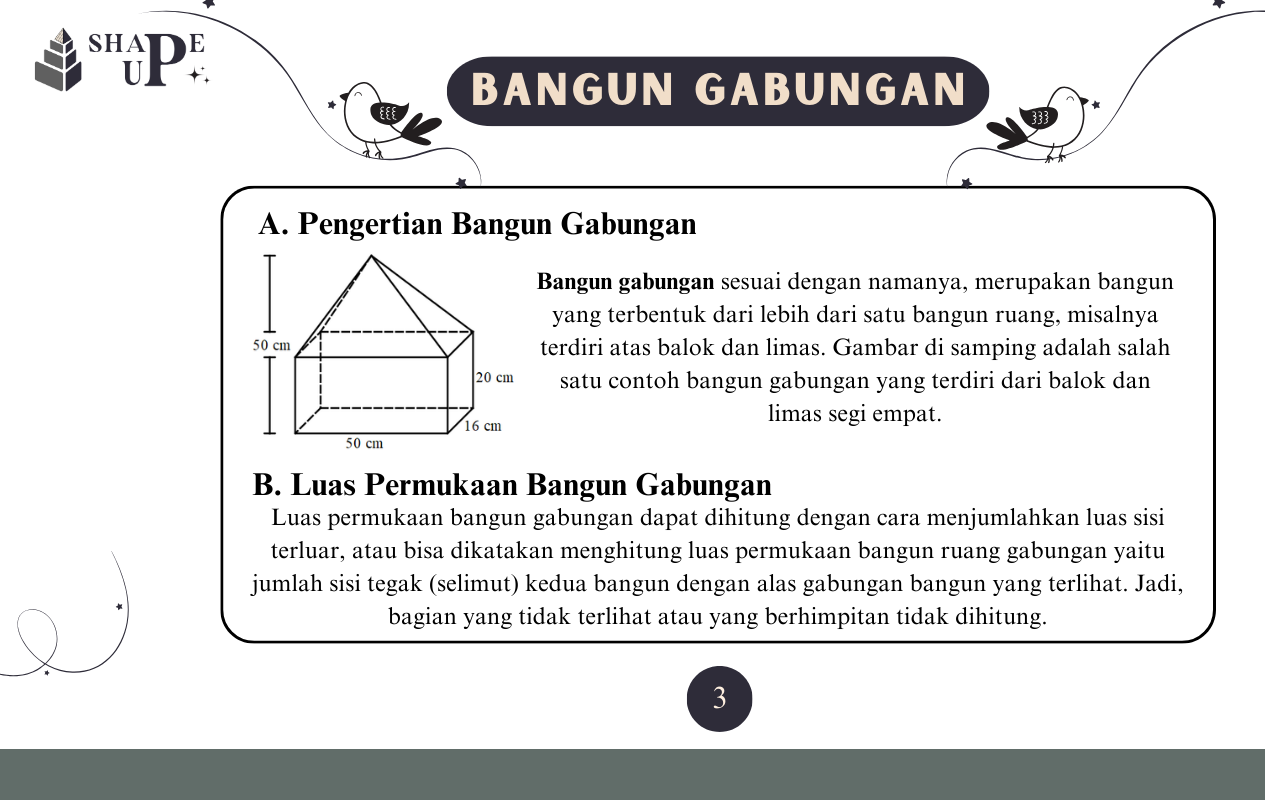 SHAPE
UP
BANGUN GABUNGAN
A. Pengertian Bangun Gabungan
50 cm
20 cm
16 cm
50 cm
Bangun gabungan sesuai dengan namanya, merupakan bangun
yang terbentuk dari lebih dari satu bangun ruang, misalnya
terdiri atas balok dan limas. Gambar di samping adalah salah
satu contoh bangun gabungan yang terdiri dari balok dan
limas segi empat.
B. Luas Permukaan Bangun Gabungan
Luas permukaan bangun gabungan dapat dihitung dengan cara menjumlahkan luas sisi
terluar, atau bisa dikatakan menghitung luas permukaan bangun ruang gabungan yaitu
jumlah sisi tegak (selimut) kedua bangun dengan alas gabungan bangun yang terlihat. Jadi,
bagian yang tidak terlihat atau yang berhimpitan tidak dihitung.
3